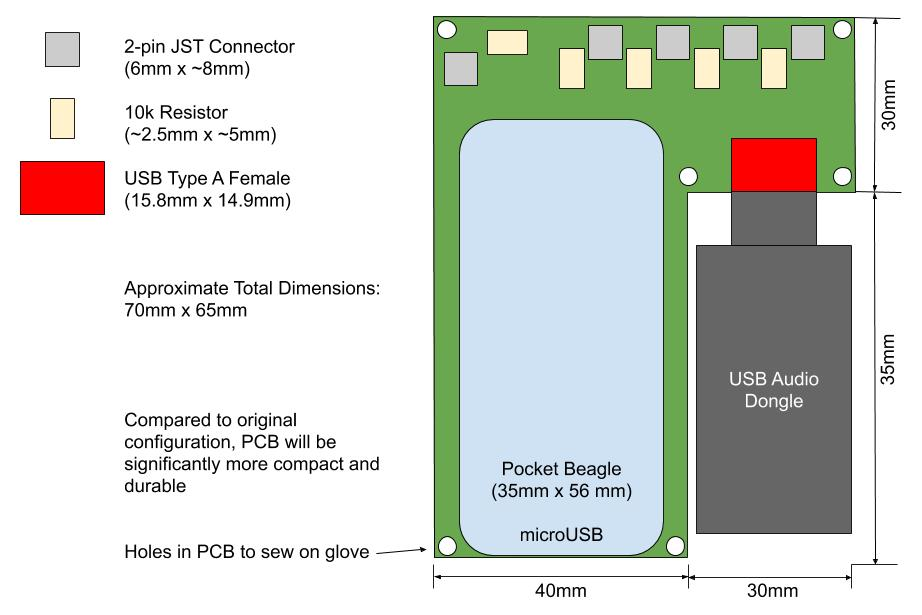 2-pin JST Connector
(6mm x ~8mm)
10k Resistor
(~2.5mm x ~5mm)
USB Type A Female
(15.8mm x 14.9mm)
Approximate Total Dimensions:
70mm x 65mm
Compared to original
configuration, PCB will be
significantly more compact and
durable
Holes in PCB to sew on glove
Pocket Beagle
(35mm x 56 mm)
microUSB
USB Audio
Dongle
30mm
35mm
40mm
30mm